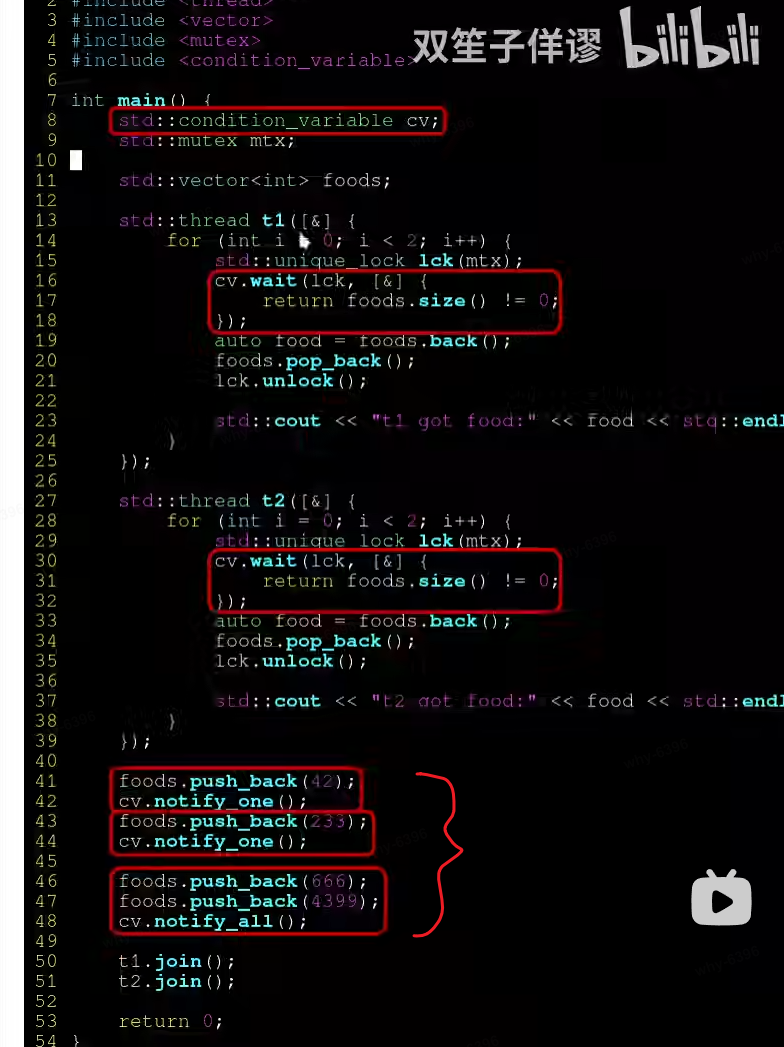 2 #include <thread>
3 #include <vector>
4 #include <mutex>
5 #include <condition_variable>
双笙子佯谬 bilibili
6
7 int main() {
8 std::condition_variable cv;
9 std::mutex mtx;
10
11 std::vector<int> foods;
12
13 std::thread t1([&] {
14 for (int i = 0; i < 2; i++) {
15 std::unique_lock lck(mtx);
16 cv.wait(lck, [&] {
17 return foods.size() != 0;
18 });
19 auto food = foods.back();
20 foods.pop_back();
21 lck.unlock();
22
23 std::cout << "t1 got food:" << food << std::endl
24 }
25 });
26
27 std::thread t2([&] {
28 for (int i = 0; i < 2; i++) {
29 std::unique_lock lck(mtx);
30 cv.wait(lck, [&] {
31 return foods.size() != 0;
32 });
33 auto food = foods.back();
34 foods.pop_back();
35 lck.unlock();
36
37 std::cout << "t2 got food:" << food << std::endl
38 }
39 });
40
41 foods.push_back(42);
42 cv.notify_one();
43 foods.push_back(233);
44 cv.notify_one();
45
46 foods.push_back(666);
47 foods.push_back(4399);
48 cv.notify_all();
49
50 t1.join();
51 t2.join();
52
53 return 0;
54 }
why-6396